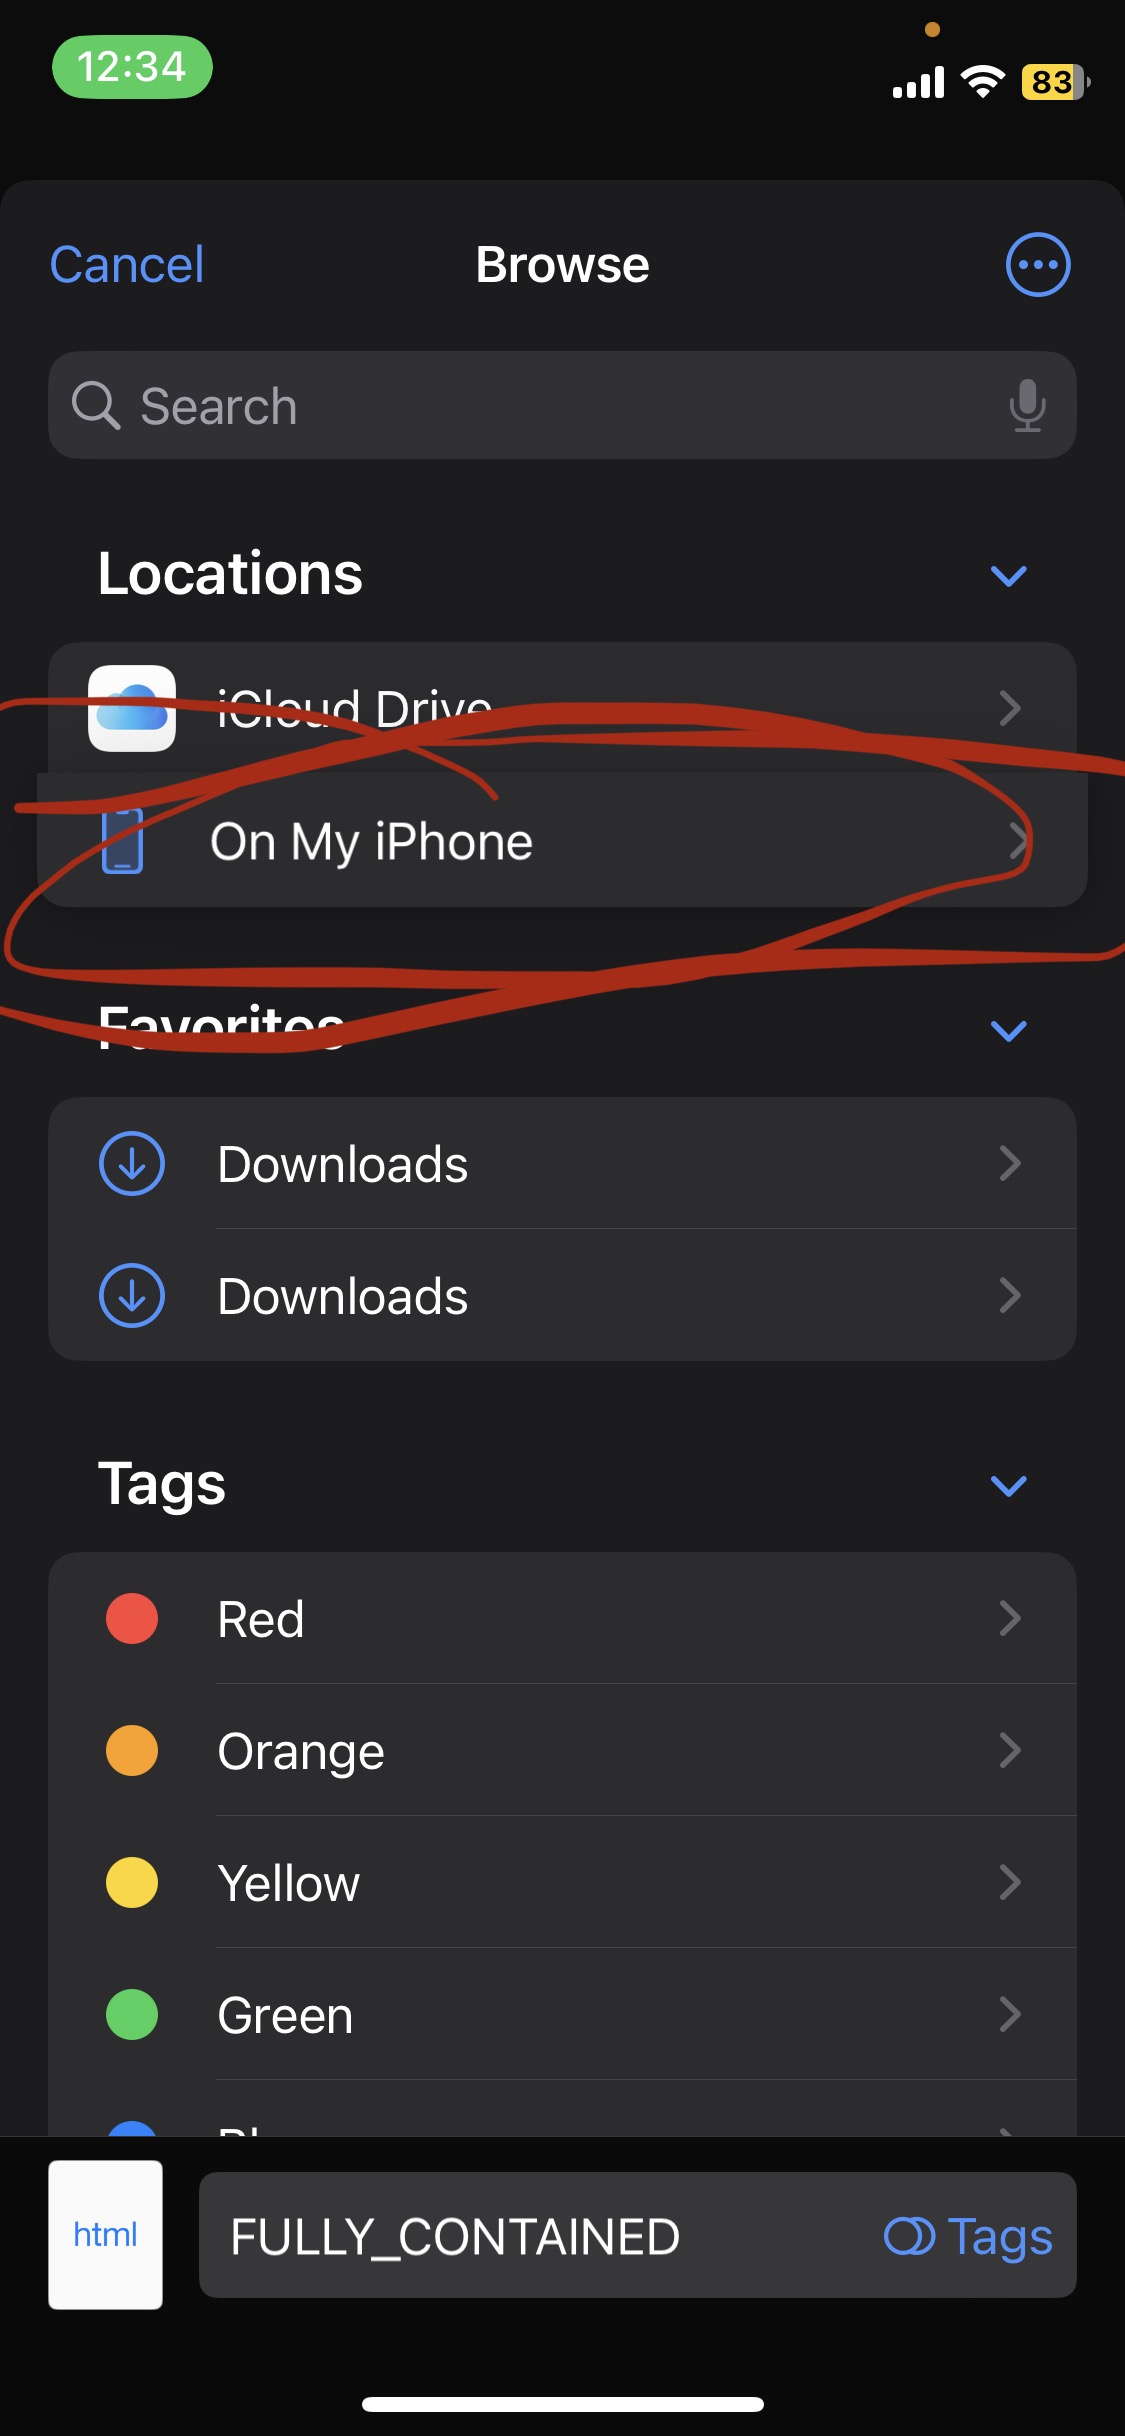 12:34
83
Cancel
Browse
Search
Locations
iCloud Drive
On My iPhone
Favorites
Downloads
Downloads
Tags
Red
Orange
Yellow
Green
html
FULLY_CONTAINED
Tags